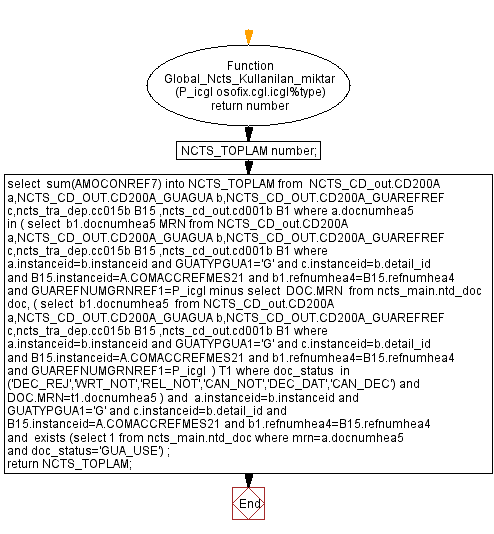 Function
Global_Ncts_Kullanilan_miktar
(P_icgl osofix.cgl.icgl%type)
return number
NCTS_TOPLAM number;
select sum(AMOCONREF7) into NCTS_TOPLAM from NCTS_CD_out.CD200A
a,NCTS_CD_OUT.CD200A_GUAGUA b,NCTS_CD_OUT.CD200A_GUAREFREF
c,ncts_tra_dep.cc015b B15 ,ncts_cd_out.cd001b B1 where a.docnumhea5
in ( select b1.docnumhea5 MRN from NCTS_CD_out.CD200A
a,NCTS_CD_OUT.CD200A_GUAGUA b,NCTS_CD_OUT.CD200A_GUAREFREF
c,ncts_tra_dep.cc015b B15 ,ncts_cd_out.cd001b B1 where
a.instanceid=b.instanceid and GUATYPGUA1='G' and c.instanceid=b.detail_id
and B15.instanceid=A.COMACCREFMES21 and b1.refnumhea4=B15.refnumhea4
and GUAREFNUMGRNREF1=P_icgl minus select DOC.MRN from ncts_main.ntd_doc
doc, ( select b1.docnumhea5 from NCTS_CD_out.CD200A
a,NCTS_CD_OUT.CD200A_GUAGUA b,NCTS_CD_OUT.CD200A_GUAREFREF
c,ncts_tra_dep.cc015b B15 ,ncts_cd_out.cd001b B1 where
a.instanceid=b.instanceid and GUATYPGUA1='G' and c.instanceid=b.detail_id
and B15.instanceid=A.COMACCREFMES21 and b1.refnumhea4=B15.refnumhea4
and GUAREFNUMGRNREF1=P_icgl ) T1 where doc_status in
('DEC_REJ','WRT_NOT','REL_NOT','CAN_NOT','DEC_DAT','CAN_DEC') and
DOC.MRN=t1.docnumhea5 ) and a.instanceid=b.instanceid and
GUATYPGUA1='G' and c.instanceid=b.detail_id and
B15.instanceid=A.COMACCREFMES21 and b1.refnumhea4=B15.refnumhea4
and exists (select 1 from ncts_main.ntd_doc where mrn=a.docnumhea5
and doc_status='GUA_USE') ;
return NCTS_TOPLAM;
End